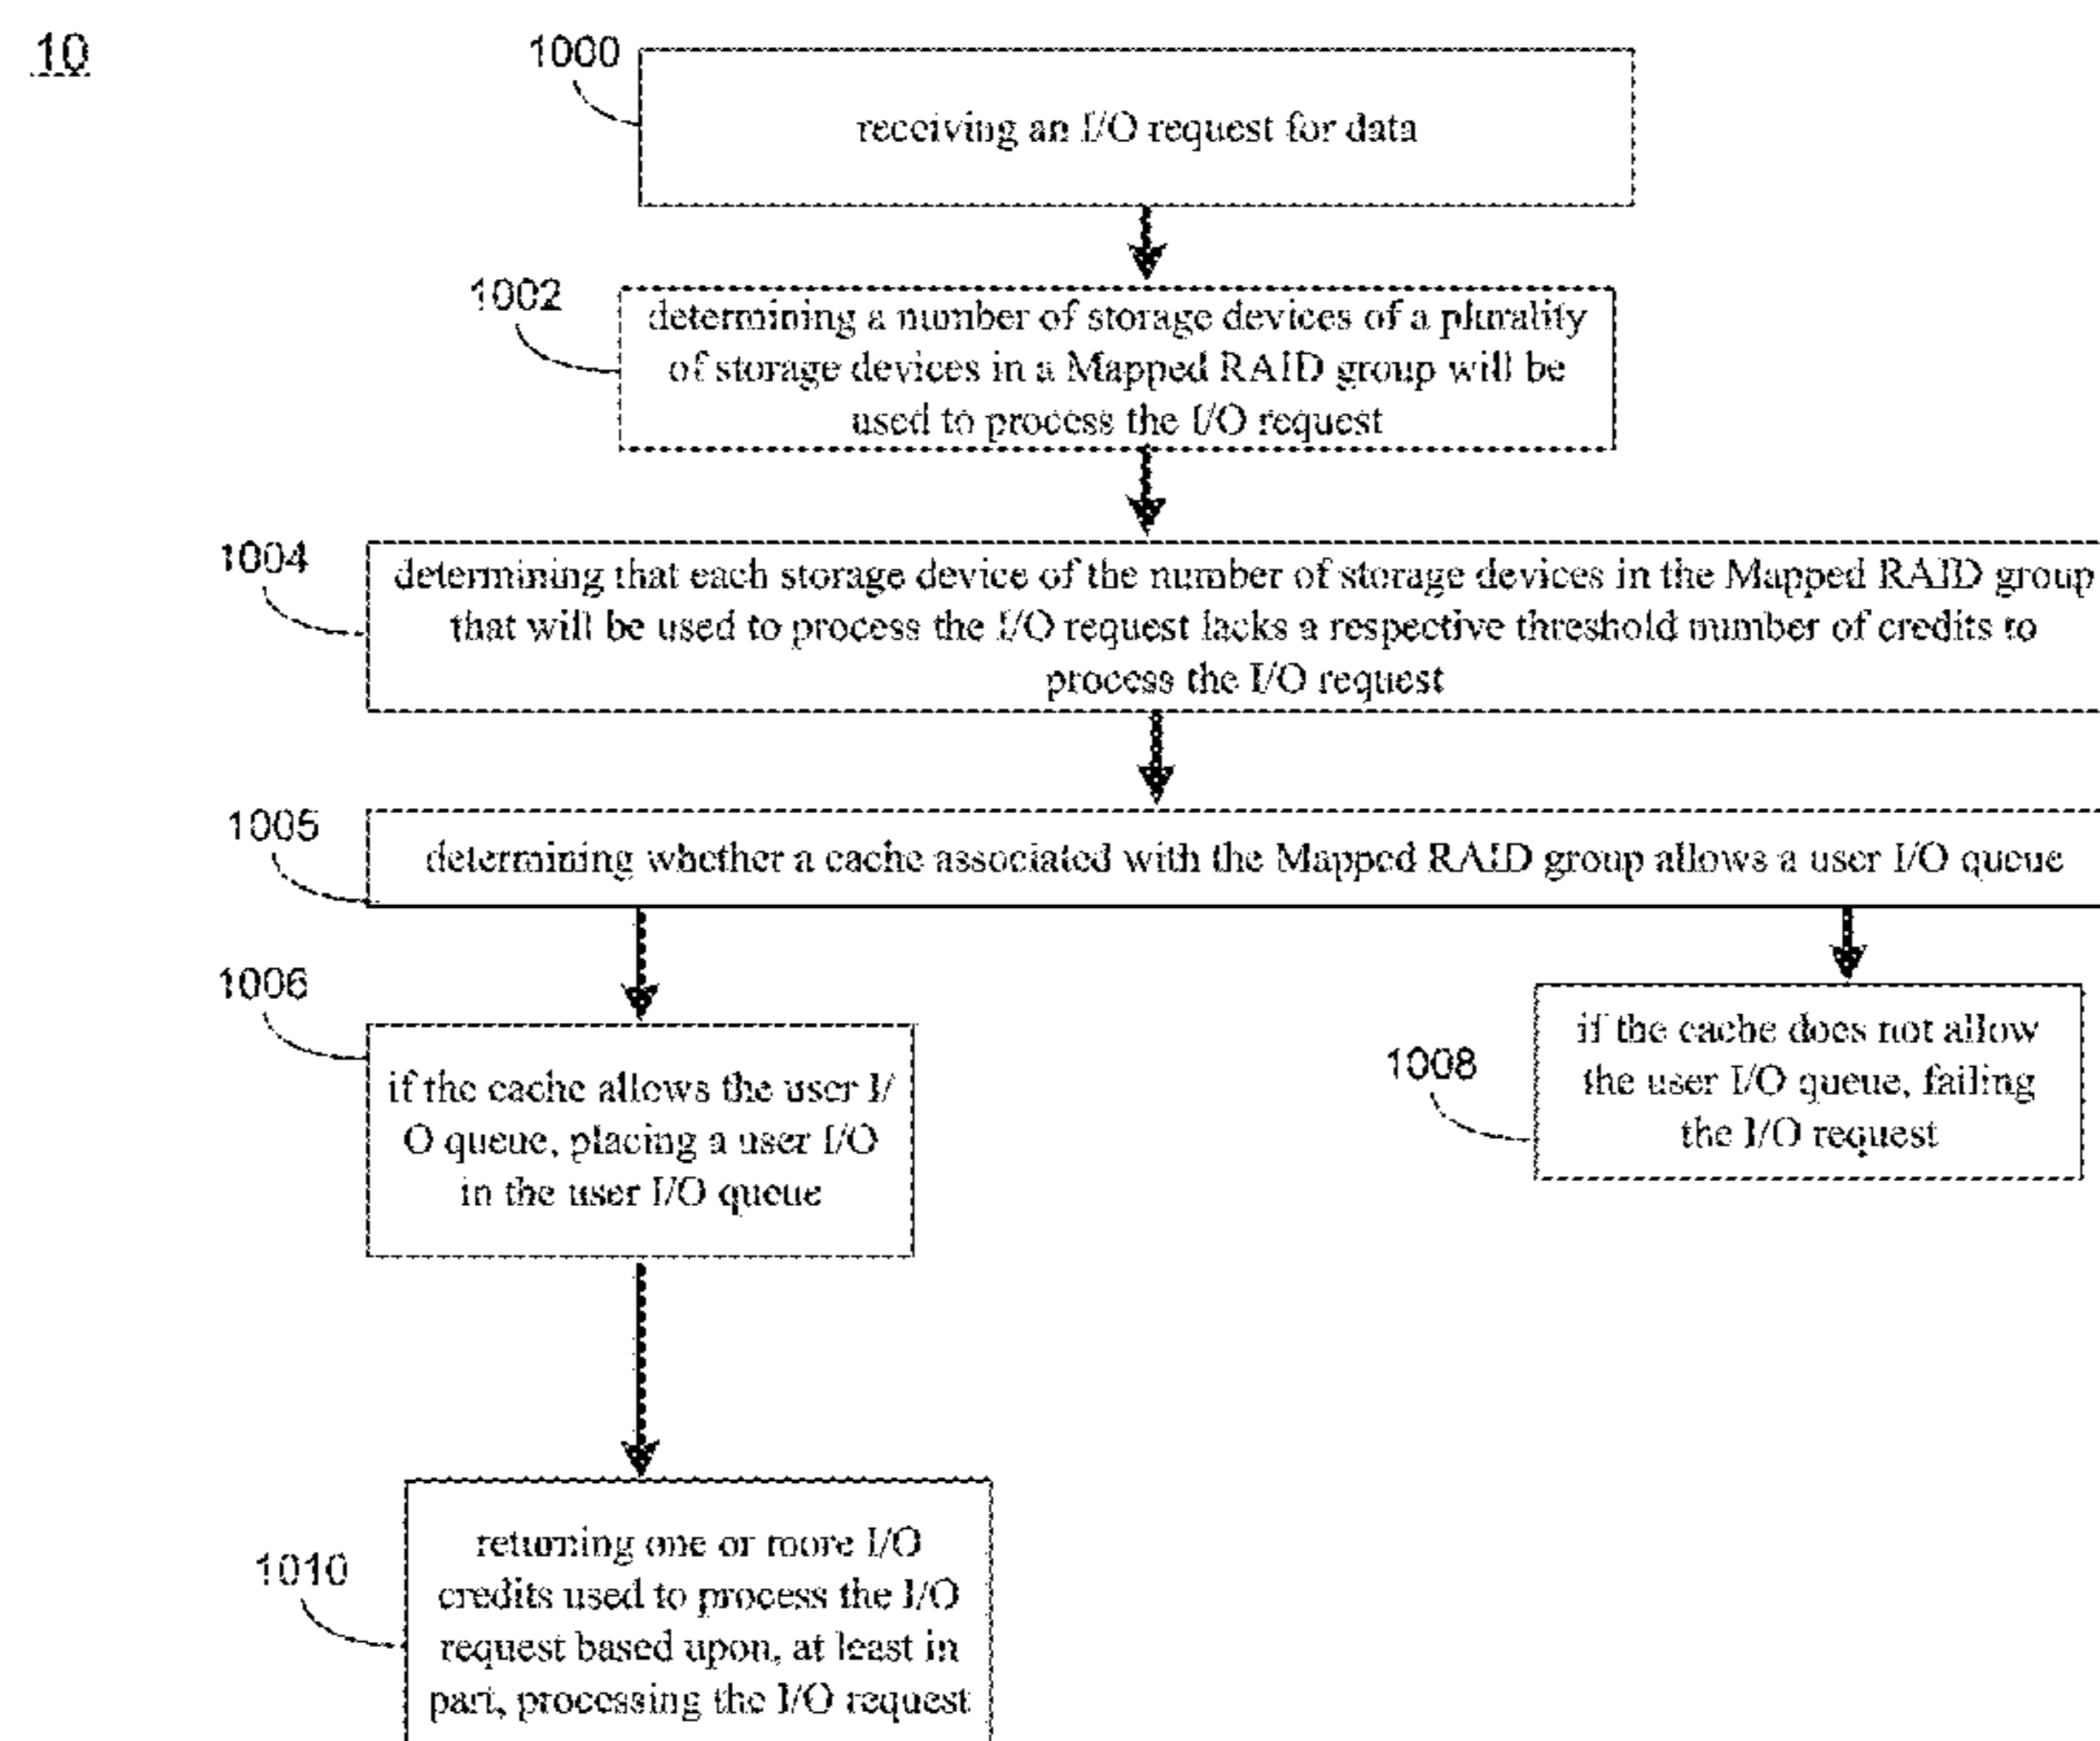 10
1000
receiving an I/O request for data
1002
determining a number of storage devices of a plurality
of storage devices in a Mapped RAID group will be
used to process the I/O request
1004
determining that each storage device of the number of storage devices in the Mapped RAID group
that will be used to process the I/O request lacks a respective threshold number of credits to
process the I/O request
1005
determining whether a cache associated with the Mapped RAID group allows a user I/O queue
1006
if the cache allows the user I/
O queue, placing a user I/O
in the user I/O queue
1008
if the cache does not allow
the user I/O queue, failing
the I/O request
1010
returning one or more I/O
credits used to process the I/O
request based upon, at least in
part, processing the I/O request